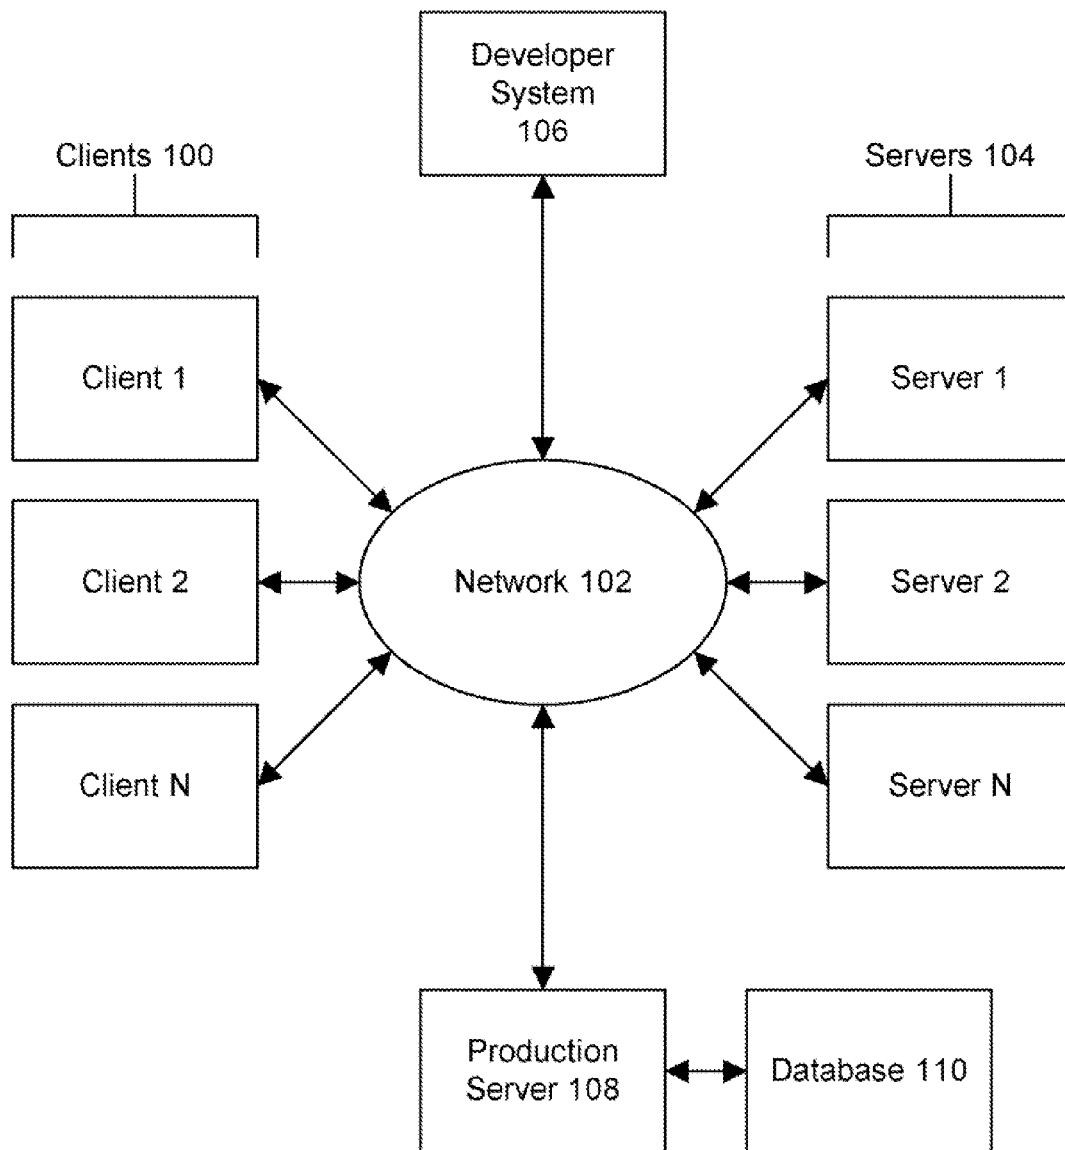 Developer
System
106
Clients 100
Servers 104
Client 1
Server 1
Client 2
Network 102
Server 2
Client N
Server N
Production
Server 108
Database 110